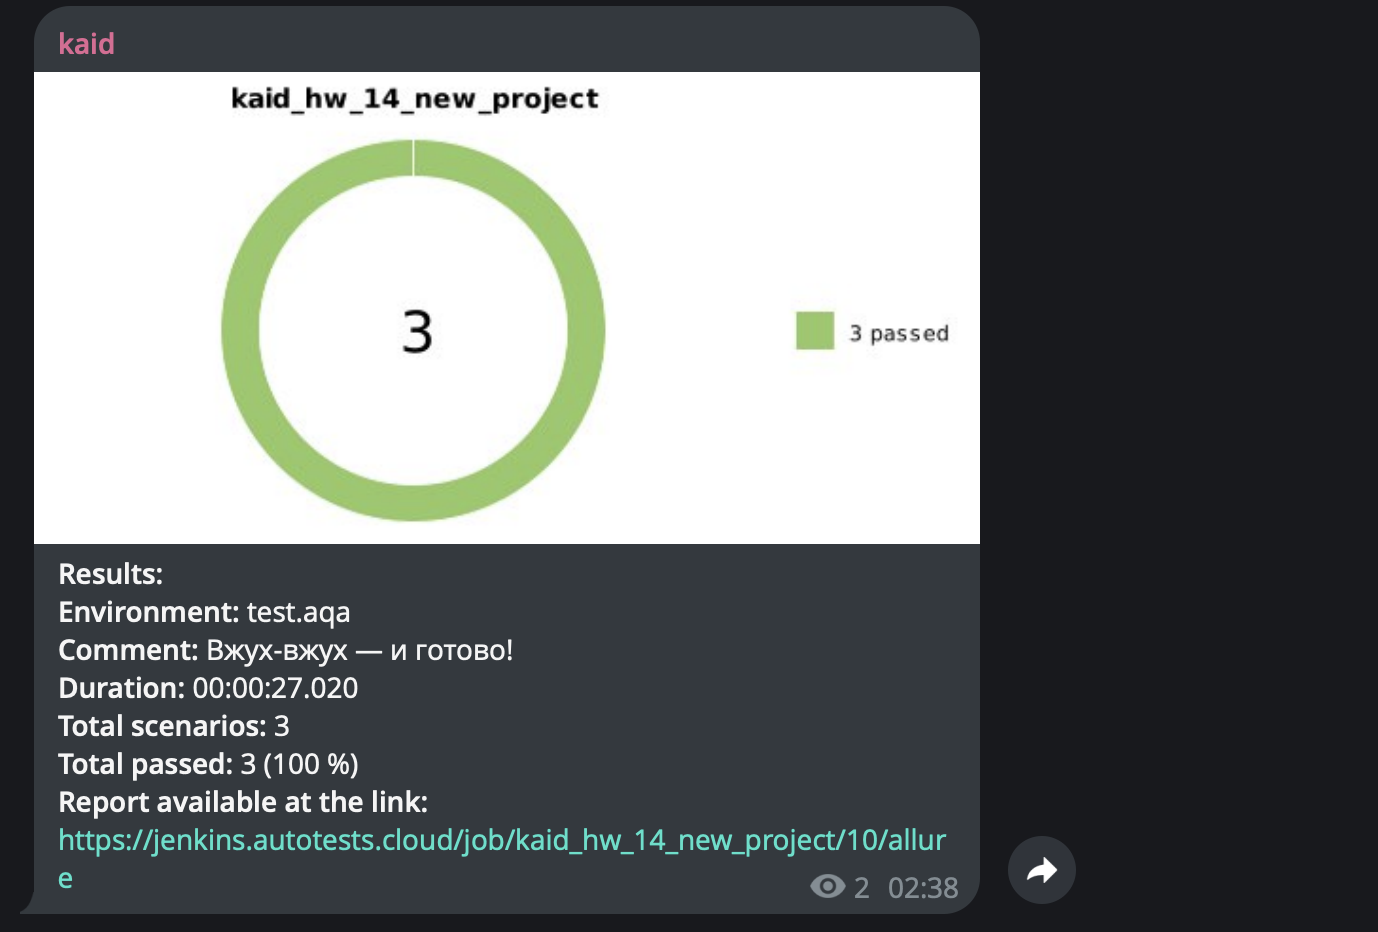 kaid
kaid_hw_14_new_project
3
3 passed
Results:
Environment: test.aqa
Comment: Вжух-вжух — и готово!
Duration: 00:00:27.020
Total scenarios: 3
Total passed: 3 (100 %)
Report available at the link:
https://jenkins.autotests.cloud/job/kaid_hw_14_new_project/10/allur
e
2 02:38